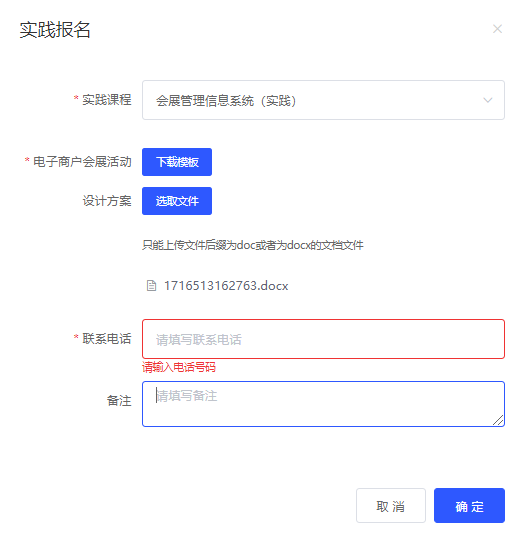 实践报名
* 实践课程
会展管理信息系统（实践）
* 电子商户会展活动
下载模板
设计方案
选取文件
只能上传文件后缀为doc或者为docx的文档文件
1716513162763.docx
* 联系电话
请填写联系电话
请输入电话号码
备注
请填写备注
取 消
确 定